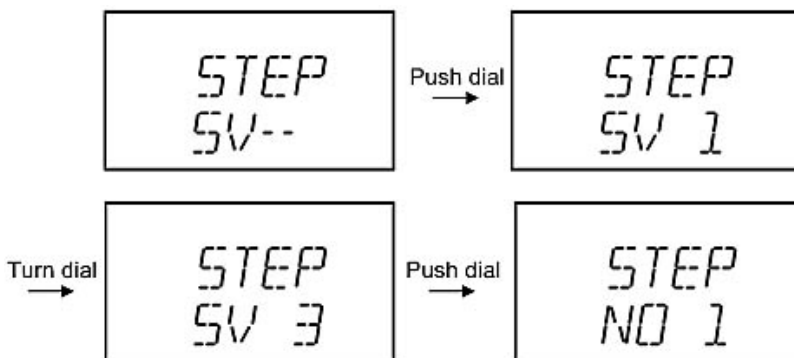 STEP
SV--
Push dial
STEP
SV 1
Turn dial
STEP
SV 3
Push dial
STEP
NO 1